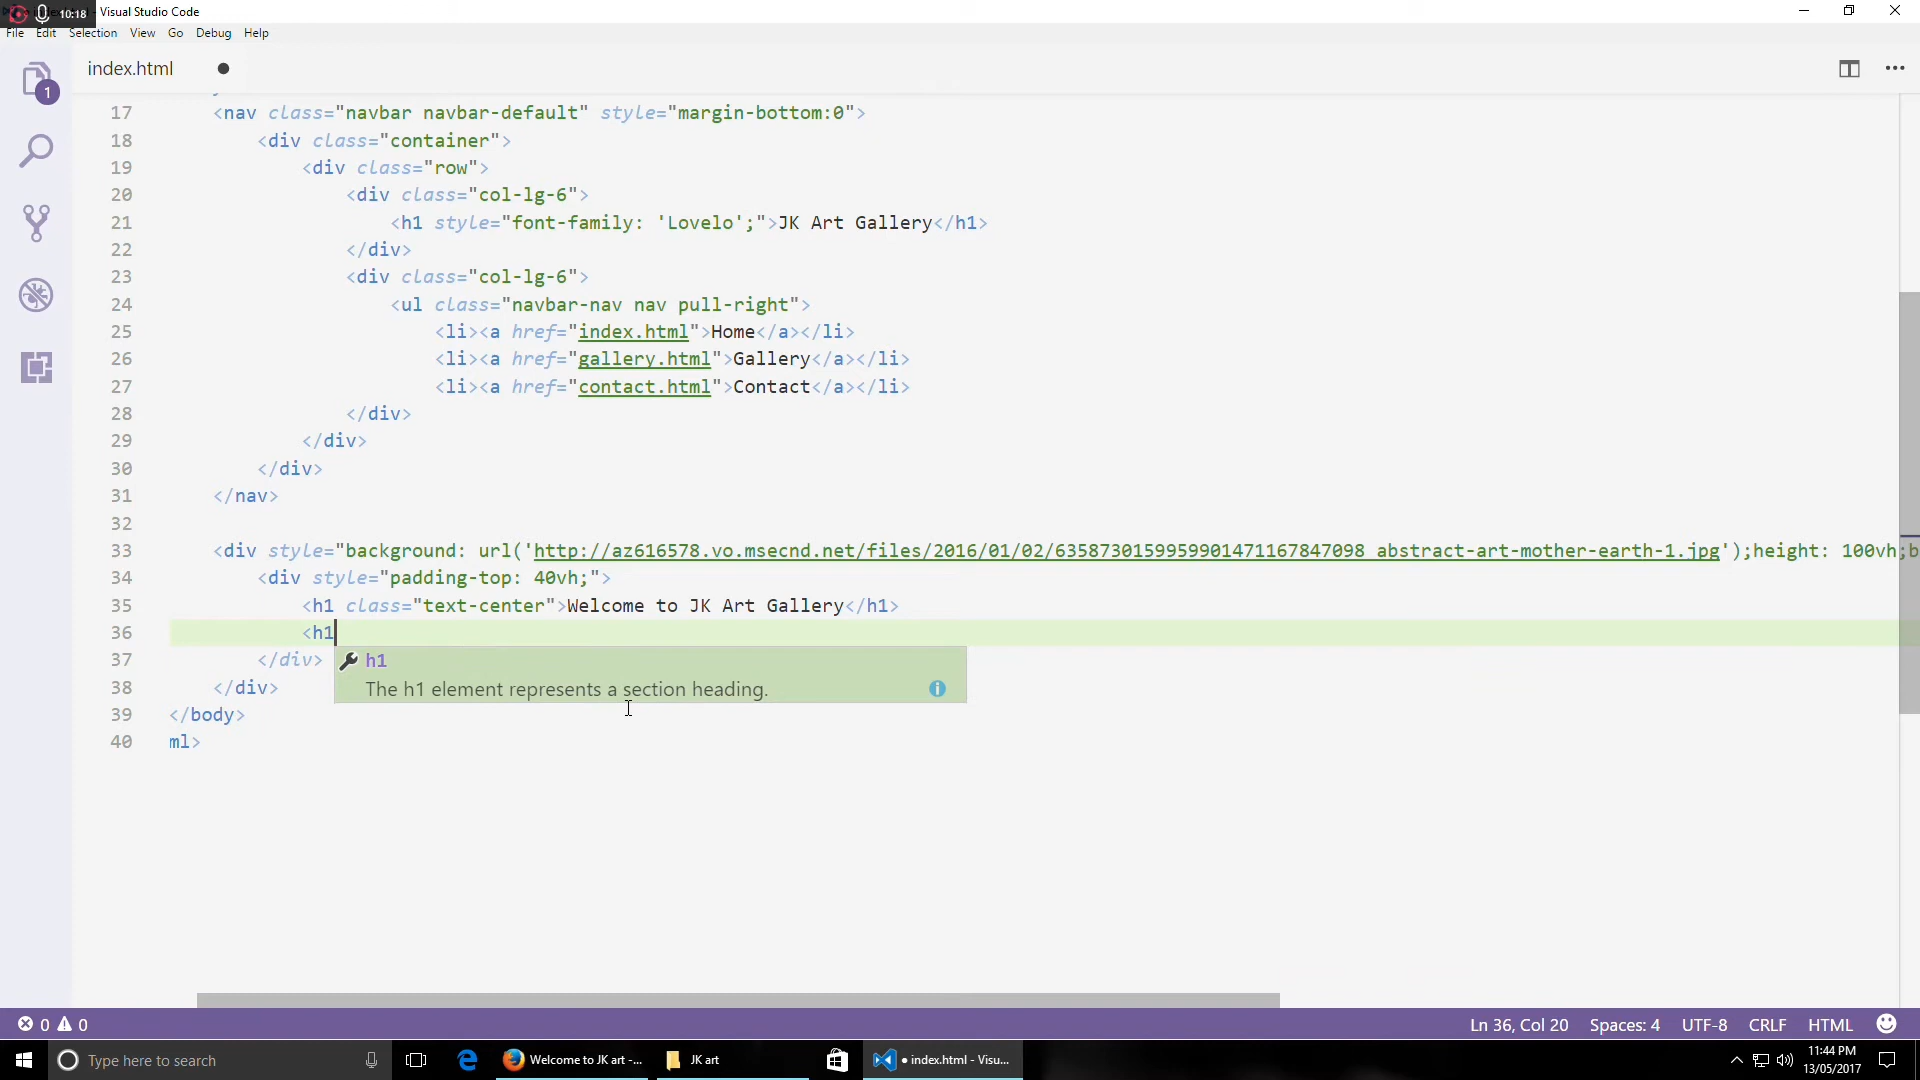 10:18
- Visual Studio Code
File Edit Selection View Go Debug Help
1
index.html
17 <nav class="navbar navbar-default" style="margin-bottom:0">
18 <div class="container">
19 <div class="row">
20 <div class="col-lg-6">
21 <h1 style="font-family: 'Lovelo';">JK Art Gallery</h1>
22 </div>
23 <div class="col-lg-6">
24 <ul class="navbar-nav nav pull-right">
25 <li><a href="index.html">Home</a></li>
26 <li><a href="gallery.html">Gallery</a></li>
27 <li><a href="contact.html">Contact</a></li>
28 </div>
29 </div>
30 </div>
31 </nav>
32
33 <div style="background: url('http://az616578.vo.msecnd.net/files/2016/01/02/6358730159959901471167847098_abstract-art-mother-earth-1.jpg');height: 100vh;b
34 <div style="padding-top: 40vh;">
35 <h1 class="text-center">Welcome to JK Art Gallery</h1>
36 <h1
h1
The h1 element represents a section heading.
37 </div>
38 </div>
39 </body>
40 ml>
0 0 Ln 36, Col 20 Spaces: 4 UTF-8 CRLF HTML
Type here to search Welcome to JK art -... JK art • index.html - Visu... 11:44 PM
13/05/2017